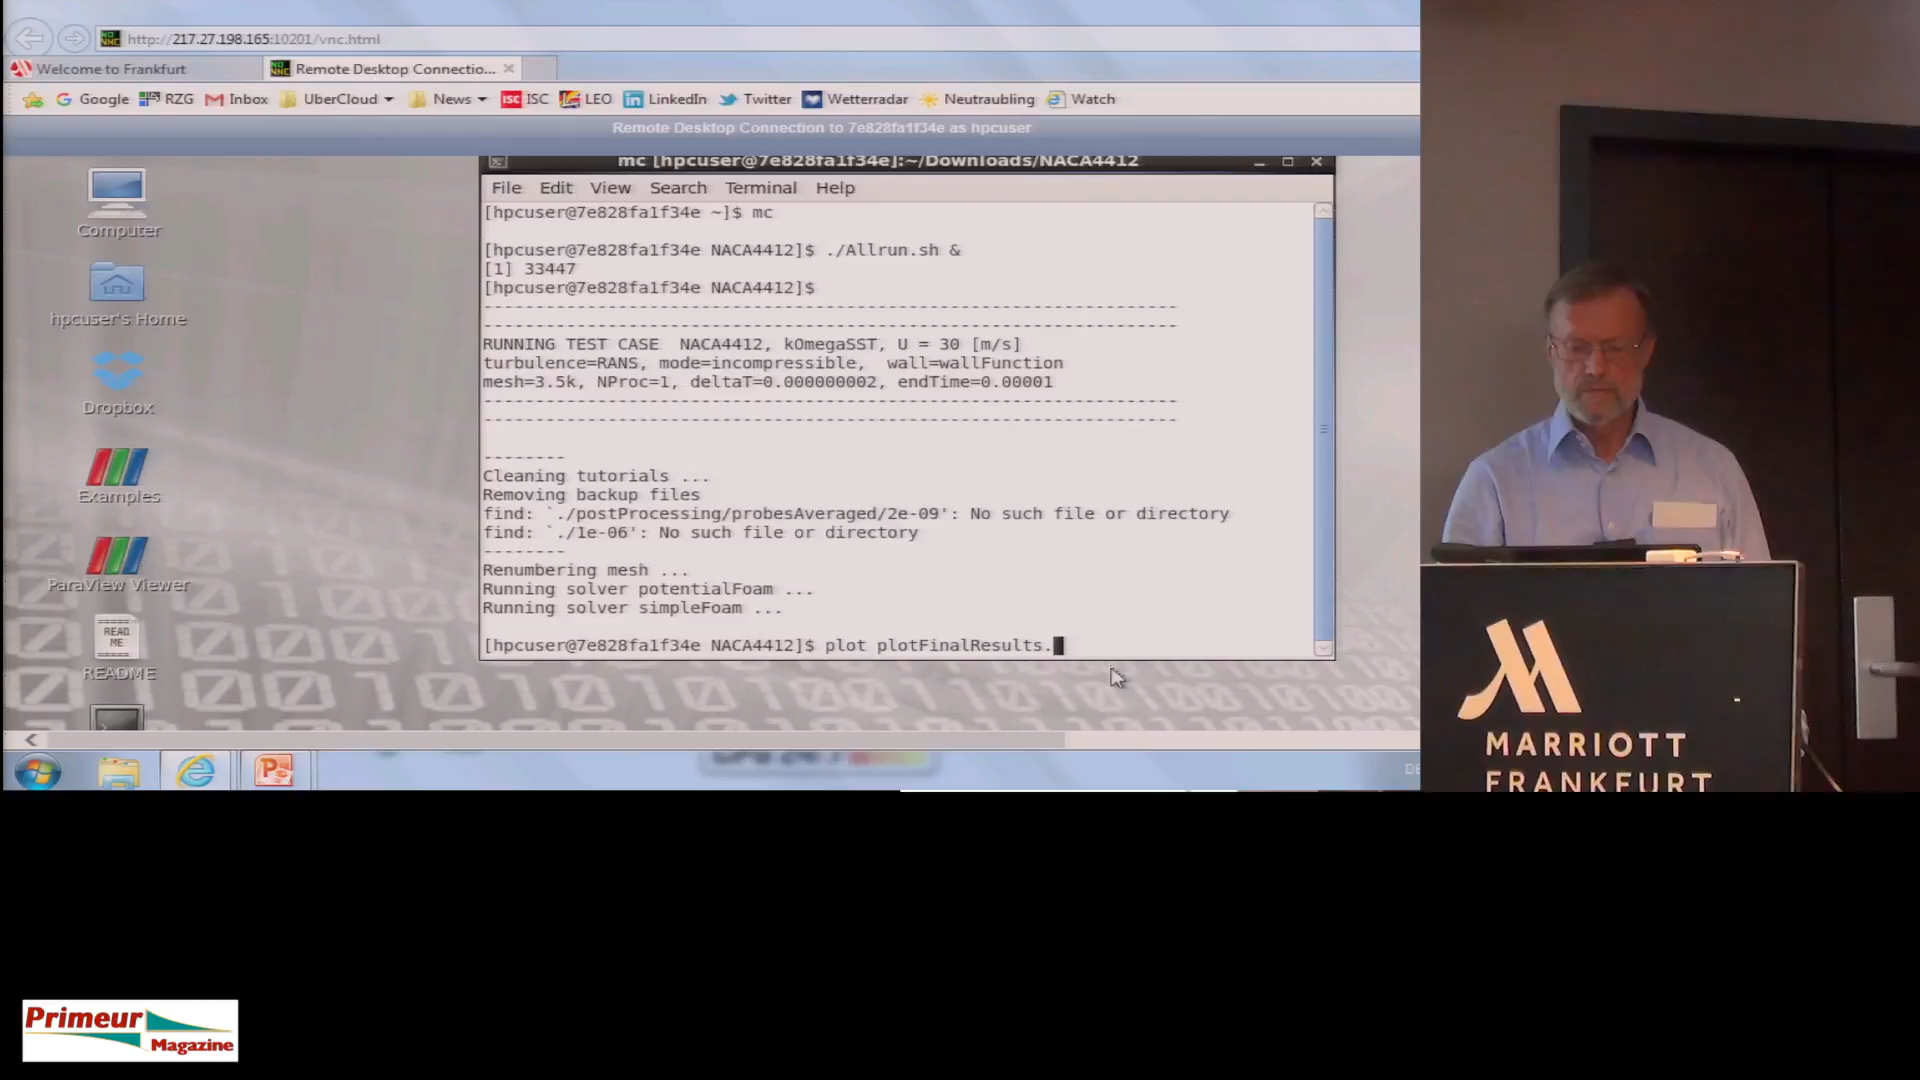 http://217.27.198.165:10201/vnc.html
Welcome to Frankfurt
Remote Desktop Connectio...
Google RZG Inbox UberCloud News ISC ISC LEO in LinkedIn Twitter Wetterradar Neutraubling Watch
Remote Desktop Connection to 7e828fa1f34e as hpcuser
mc [hpcuser@7e828fa1f34e]:~/Downloads/NACA4412
File Edit View Search Terminal Help
[hpcuser@7e828fa1f34e ~]$ mc
[hpcuser@7e828fa1f34e NACA4412]$ ./Allrun.sh &
[1] 33447
[hpcuser@7e828fa1f34e NACA4412]$
--------------------------------------------------------------------------------
--------------------------------------------------------------------------------
RUNNING TEST CASE  NACA4412, kOmegaSST, U = 30 [m/s]
turbulence=RANS, mode=incompressible,  wall=wallFunction
mesh=3.5k, NProc=1, deltaT=0.000000002, endTime=0.00001
--------------------------------------------------------------------------------
--------------------------------------------------------------------------------
--------
Cleaning tutorials ...
Removing backup files
find: `./postProcessing/probesAveraged/2e-09': No such file or directory
find: `./1e-06': No such file or directory
--------
Renumbering mesh ...
Running solver potentialFoam ...
Running solver simpleFoam ...
[hpcuser@7e828fa1f34e NACA4412]$ plot plotFinalResults.
Computer
hpcuser's Home
Dropbox
Examples
ParaView Viewer
READ
ME
README
DE
MARRIOTT
FRANKFURT
Primeur
Magazine